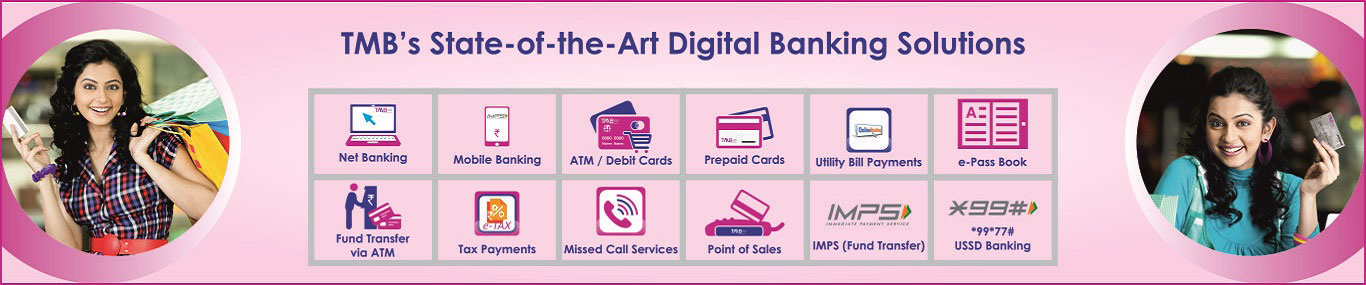 TMB's State-of-the-Art Digital Banking Solutions
Net Banking
Mobile Banking
ATM / Debit Cards
Prepaid Cards
Utility Bill Payments
A
e-Pass Book
Fund Transfer
via ATM
e-TAX
Tax Payments
Missed Call Services
TMB
Point of Sales
IMPS
IMMEDIATE PAYMENT SERVICE
IMPS (Fund Transfer)
*99#
*99*77#
USSD Banking